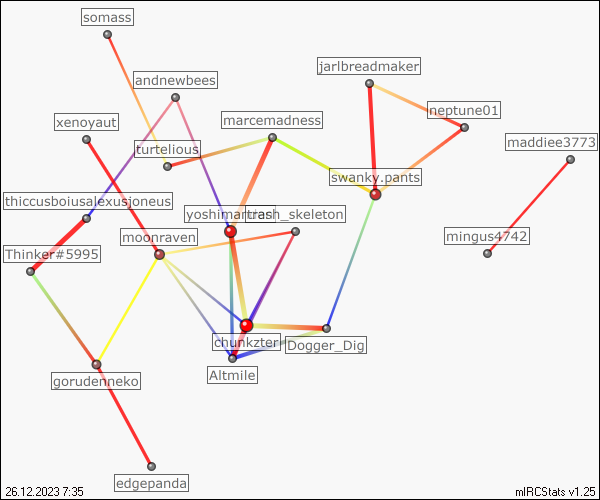 somass
jarlbreadmaker
andnewbees
neptune01
xenoyaut
marcemadness
maddiee3773
turtelious
swanky.pants
thiccusboiusalexusjoneus
trash_skeleton
moonraven
mingus4742
Thinker#5995
chunkzter
Dogger_Dig
gorudenneko
Altmile
edgepanda
26.12.2023 7:35
mIRCStats v1.25